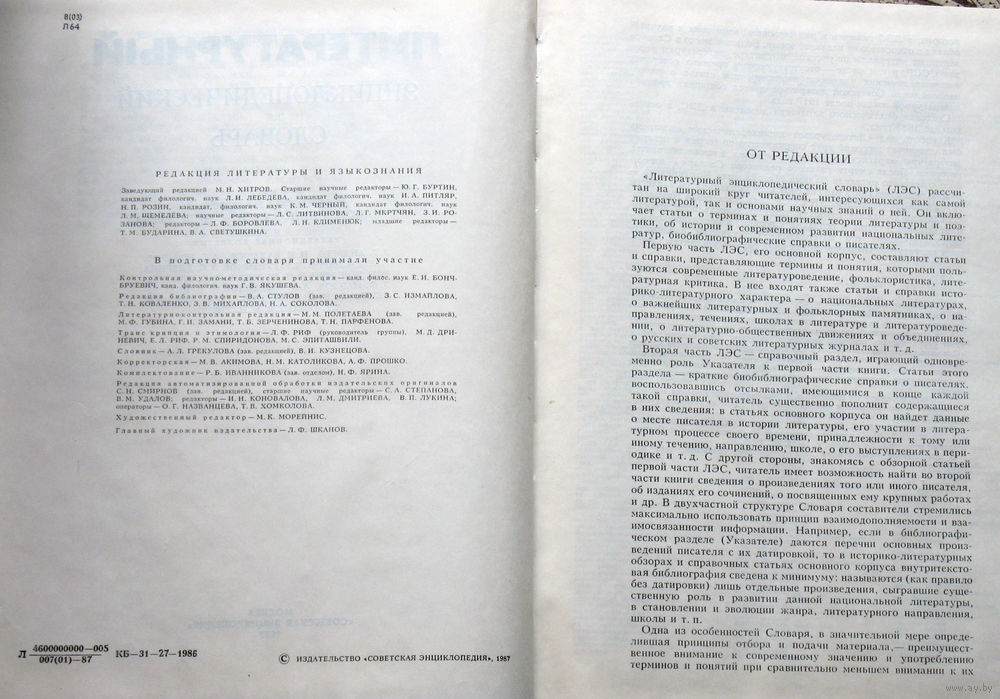 8(03)
Л64
РЕДАКЦИЯ ЛИТЕРАТУРЫ И ЯЗЫКОЗНАНИЯ
Заведующий редакцией М. Н. ХИТРОВ. Старшие научные редакторы — Ю. Г. БУРТИН,
кандидат филологич. наук Л. И. ЛЕБЕДЕВА, кандидат филологич. наук И. А. ПИТЛЯР,
Н. П. РОЗИН, кандидат филологич. наук К. М. ЧЕРНЫЙ, кандидат филологич. наук
Л. М. ЩЕМЕЛЕВА; научные редакторы — Л. С. ЛИТВИНОВА, Л. Г. МКРТЧЯН, З. И. РО-
ЗАНОВА; редакторы — Л. Ф. БОРОВЛЕВА, Л. Н. КЛИМЕНЮК; младшие редакторы —
Т. М. БУДАРИНА, В. А. СВЕТУШКИНА.
В подготовке словаря принимали участие
Контрольная научно-методическая редакция — канд. филос. наук Е. И. БОНЧ-
БРУЕВИЧ, канд. филологич. наук Г. В. ЯКУШЕВА.
Редакция библиографии — В. А. СТУЛОВ (зав. редакцией), З. С. ИЗМАЙЛОВА,
Т. Н. КОВАЛЕНКО, З. В. МИХАЙЛОВА, Н. А. СОКОЛОВА.
Литературно-контрольная редакция — М. М. ПОЛЕТАЕВА (зав. редакцией),
М. Ф. ГУБИНА, Г. И. ЗАМАНИ, Т. Б. ЗЕРЧЕНИНОВА, Т. Н. ПАРФЕНОВА.
Транскрипция и этимология — Л. Ф. РИФ (руководитель группы), М. Д. ДРИ-
НЕВИЧ, Е. Л. РИФ, Р. М. СПИРИДОНОВА, М. С. ЭПИТАШВИЛИ.
Словник — А. Л. ГРЕКУЛОВА (зав. редакцией), В. И. КУЗНЕЦОВА.
Корректорская — М. В. АКИМОВА, Н. М. КАТОЛИКОВА, А. Ф. ПРОШКО.
Комплектование — Р. Б. ИВАННИКОВА (зав. отделом), Н. Ф. ЯРИНА.
Редакция автоматизированной обработки издательских оригиналов
С. Н. СМИРНОВ (зав. редакцией), старшие научные редакторы — С. А. СТЕПАНОВА,
В. М. УДАЛОВ; редакторы — И. Н. КОНОВАЛОВА, Л. М. ДМИТРИЕВА, В. П. ЛУКИНА;
операторы — О. Г. НАЗВАНЦЕВА, Т. В. ХОМКОЛОВА.
Художественный редактор — М. К. МОРЕЙНИС.
Главный художник издательства — Л. Ф. ШКАНОВ.
Л 4600000000—005
007(01)—87 КБ—31—27—1986
© ИЗДАТЕЛЬСТВО «СОВЕТСКАЯ ЭНЦИКЛОПЕДИЯ», 1987
ОТ РЕДАКЦИИ
«Литературный энциклопедический словарь» (ЛЭС) рассчи-
тан на широкий круг читателей, интересующихся как самой
литературой, так и основами научных знаний о ней. Он вклю-
чает статьи о терминах и понятиях теории литературы и поэ-
тики, об истории и современном развитии национальных лите-
ратур, биобиблиографические справки о писателях.
Первую часть ЛЭС, его основной корпус, составляют статьи
и справки, представляющие термины и понятия, которыми поль-
зуются современные литературоведение, фольклористика, лите-
ратурная критика. В нее входят также статьи и справки исто-
рико-литературного характера — о национальных литературах,
о важнейших литературных и фольклорных памятниках, о на-
правлениях, течениях, школах в литературе и литературоведе-
нии, о литературно-общественных движениях и объединениях,
о русских и советских литературных журналах и т. д.
Вторая часть ЛЭС — справочный раздел, играющий одновре-
менно роль Указателя к первой части книги. Статьи этого
раздела — краткие биобиблиографические справки о писателях.
воспользовавшись отсылками, имеющимися в конце каждой
такой справки, читатель существенно пополнит содержащиеся
в них сведения: в статьях основного корпуса он найдет данные
о месте писателя в истории литературы, его участии в литера-
турном процессе своего времени, принадлежности к тому или
иному течению, направлению, школе, о его выступлениях в пери-
одике и т. д. С другой стороны, знакомясь с обзорной статьей
первой части ЛЭС, читатель имеет возможность найти во второй
части книги сведения о произведениях того или иного писателя,
об изданиях его сочинений, о посвященных ему крупных работах
и др. В двухчастной структуре Словаря составители стремились
максимально использовать принцип взаимодополняемости и вза-
имосвязанности информации. Например, если в библиографи-
ческом разделе (Указателе) даются перечни основных произ-
ведений писателя с их датировкой, то в историко-литературных
обзорах и справочных статьях основного корпуса внутритексто-
вая библиография сведена к минимуму: называются (как правило
без датировки) лишь отдельные произведения, сыгравшие суще-
ственную роль в развитии данной национальной литературы,
в становлении и эволюции жанра, литературного направления,
школы и т. п.
Одна из особенностей Словаря, в значительной мере опреде-
лившая принципы отбора и подачи материала,— преимущест-
венное внимание к современному значению и употреблению
терминов и понятий при сравнительно меньшем внимании к их
www.ay.by